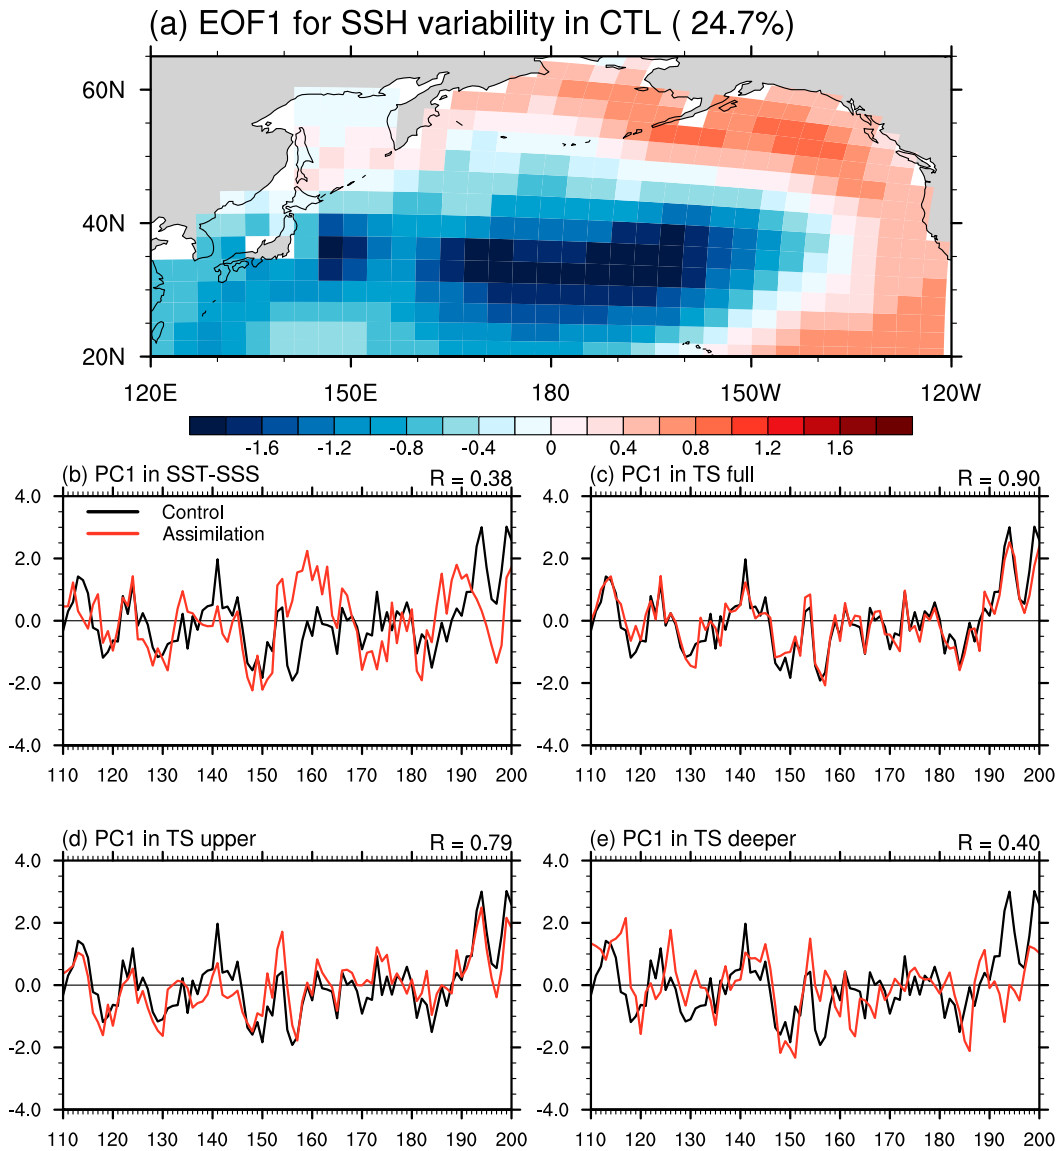 (a) EOF1 for SSH variability in CTL ( 24.7%)
60N
40N
20N
120E 150E 180 150W 120W
-1.6 -1.2 -0.8 -0.4 0 0.4 0.8 1.2 1.6
(b) PC1 in SST-SSS R = 0.38
4.0
2.0
0.0
-2.0
-4.0
Control
Assimilation
110 120 130 140 150 160 170 180 190 200
(c) PC1 in TS full R = 0.90
4.0
2.0
0.0
-2.0
-4.0
110 120 130 140 150 160 170 180 190 200
(d) PC1 in TS upper R = 0.79
4.0
2.0
0.0
-2.0
-4.0
110 120 130 140 150 160 170 180 190 200
(e) PC1 in TS deeper R = 0.40
4.0
2.0
0.0
-2.0
-4.0
110 120 130 140 150 160 170 180 190 200